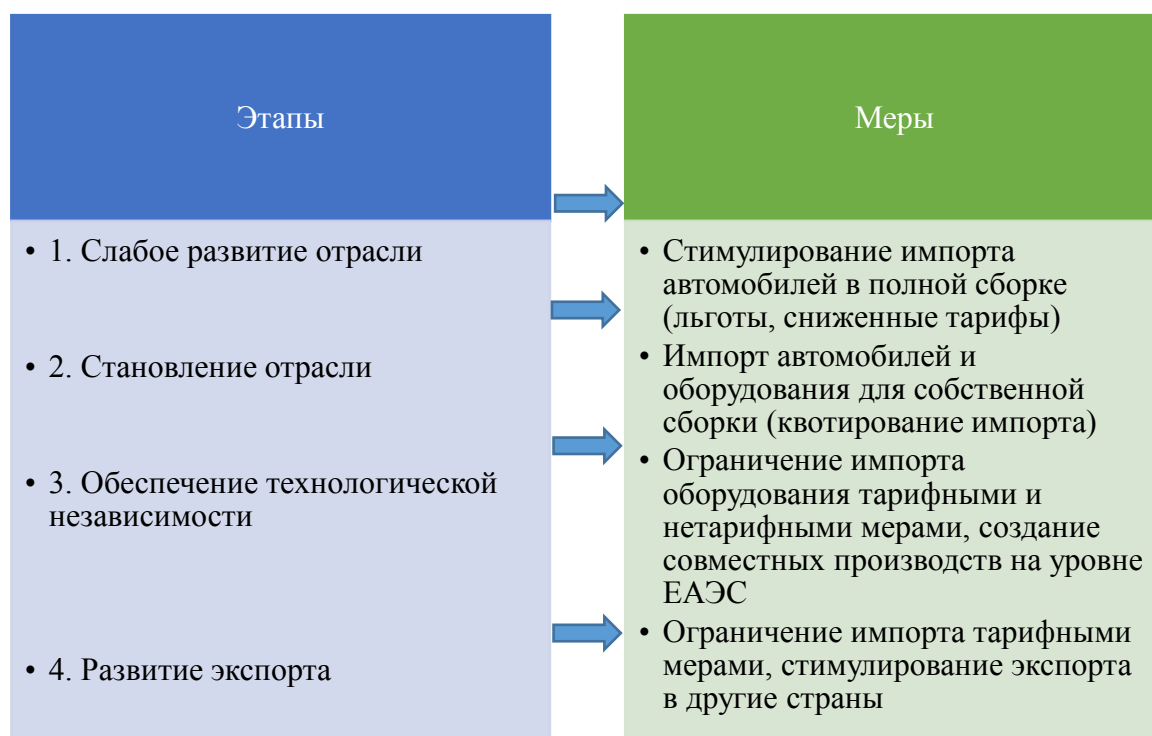 Этапы
• 1. Слабое развитие отрасли
• 2. Становление отрасли
• 3. Обеспечение технологической
независимости
• 4. Развитие экспорта
Меры
• Стимулирование импорта
автомобилей в полной сборке
(льготы, сниженные тарифы)
• Импорт автомобилей и
оборудования для собственной
сборки (квотирование импорта)
• Ограничение импорта
оборудования тарифными и
нетарифными мерами, создание
совместных производств на уровне
ЕАЭС
• Ограничение импорта тарифными
мерами, стимулирование экспорта
в другие страны